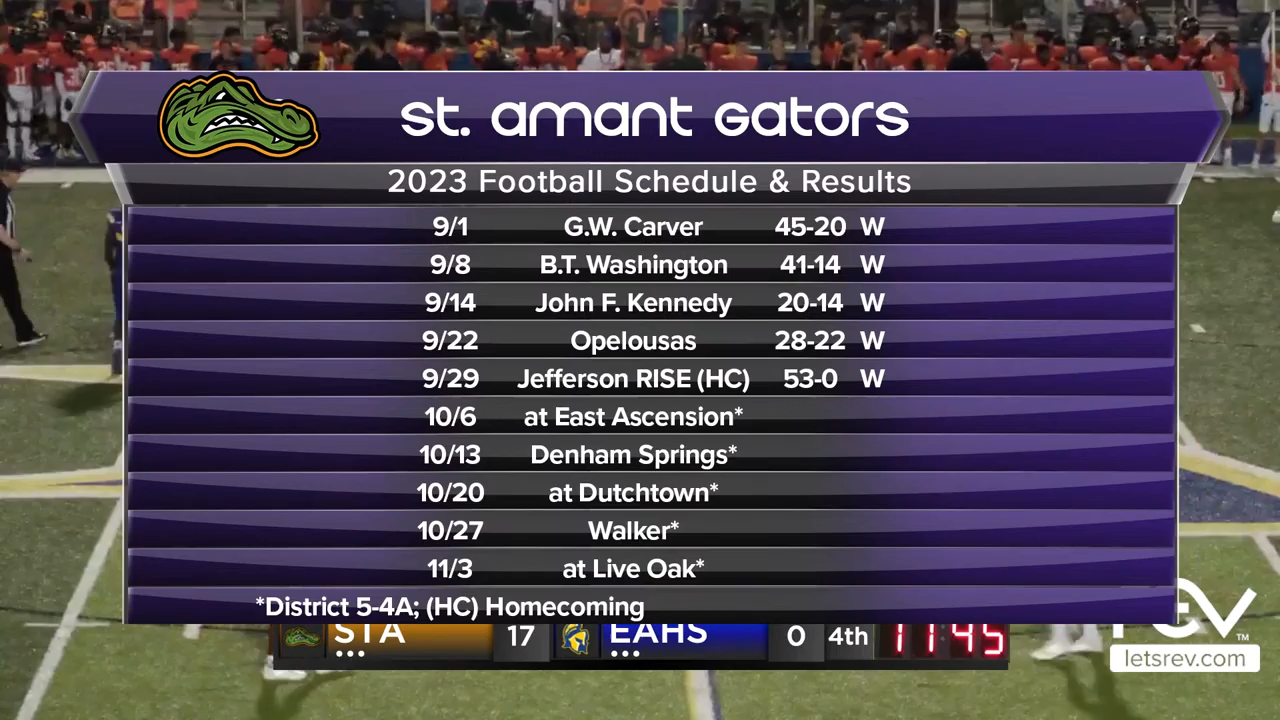 St. Amant Gators
2023 Football Schedule & Results
9/1 G.W. Carver 45-20 W
9/8 B.T. Washington 41-14 W
9/14 John F. Kennedy 20-14 W
9/22 Opelousas 28-22 W
9/29 Jefferson RISE (HC) 53-0 W
10/6 at East Ascension*
10/13 Denham Springs*
10/20 at Dutchtown*
10/27 Walker*
11/3 at Live Oak*
*District 5-4A; (HC) Homecoming
STA 17 EAHS 0 4th 11:45
rev™
letsrev.com